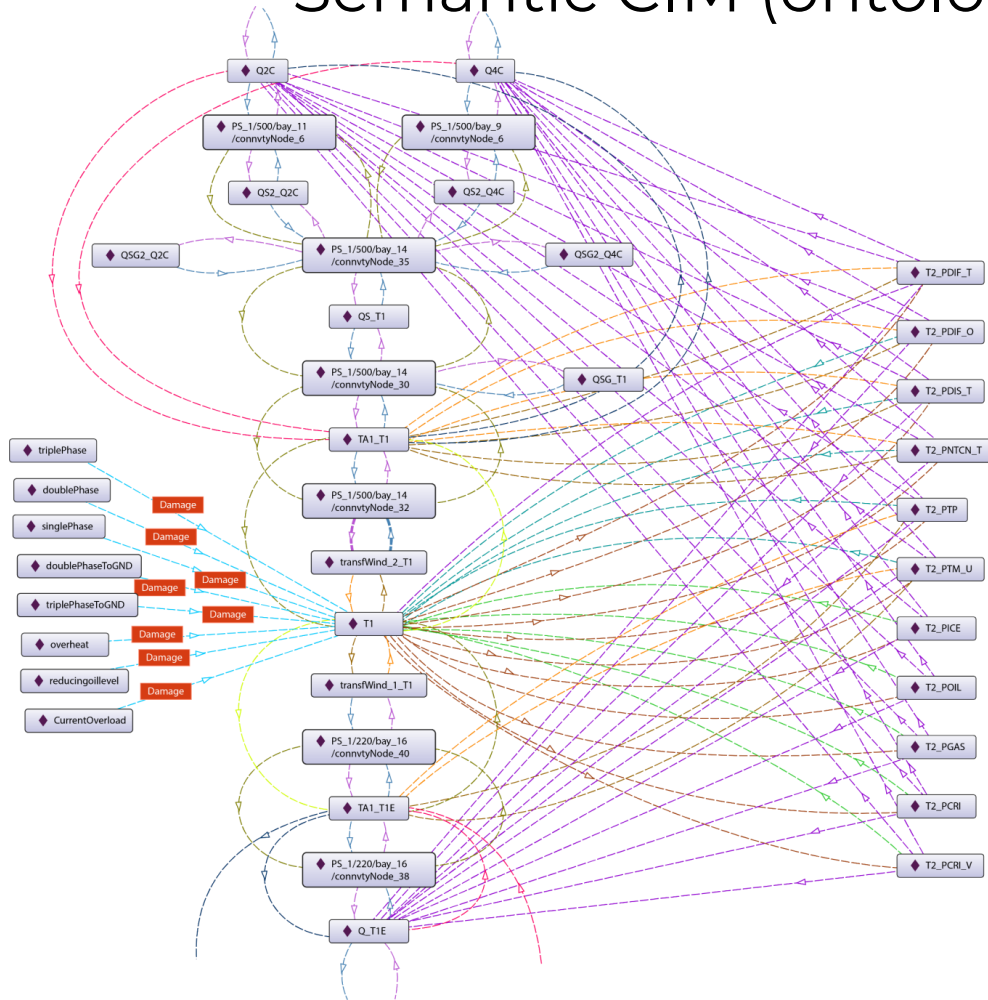 Semantic CIM (ontolo
Q2C
Q4C
PS_1/500/bay_11
/connvtyNode_6
PS_1/500/bay_9
/connvtyNode_6
QS2_Q2C
QS2_Q4C
PS_1/500/bay_14
/connvtyNode_35
QSG2_Q2C
QSG2_Q4C
T2_PDIF_T
QS_T1
T2_PDIF_O
PS_1/500/bay_14
/connvtyNode_30
QSG_T1
T2_PDIS_T
TA1_T1
triplePhase
T2_PNTCN_T
doublePhase
PS_1/500/bay_14
/connvtyNode_32
Damage
T2_PTP
singlePhase
Damage
doublePhaseToGND
transfWind_2_T1
T2_PTM_U
Damage
Damage
triplePhaseToGND
Damage
T1
T2_PICE
overheat
Damage
Damage
reducingoillevel
transfWind_1_T1
T2_POIL
Damage
CurrentOverload
PS_1/220/bay_16
/connvtyNode_40
T2_PGAS
TA1_T1E
T2_PCRI
PS_1/220/bay_16
/connvtyNode_38
T2_PCRI_V
Q_T1E